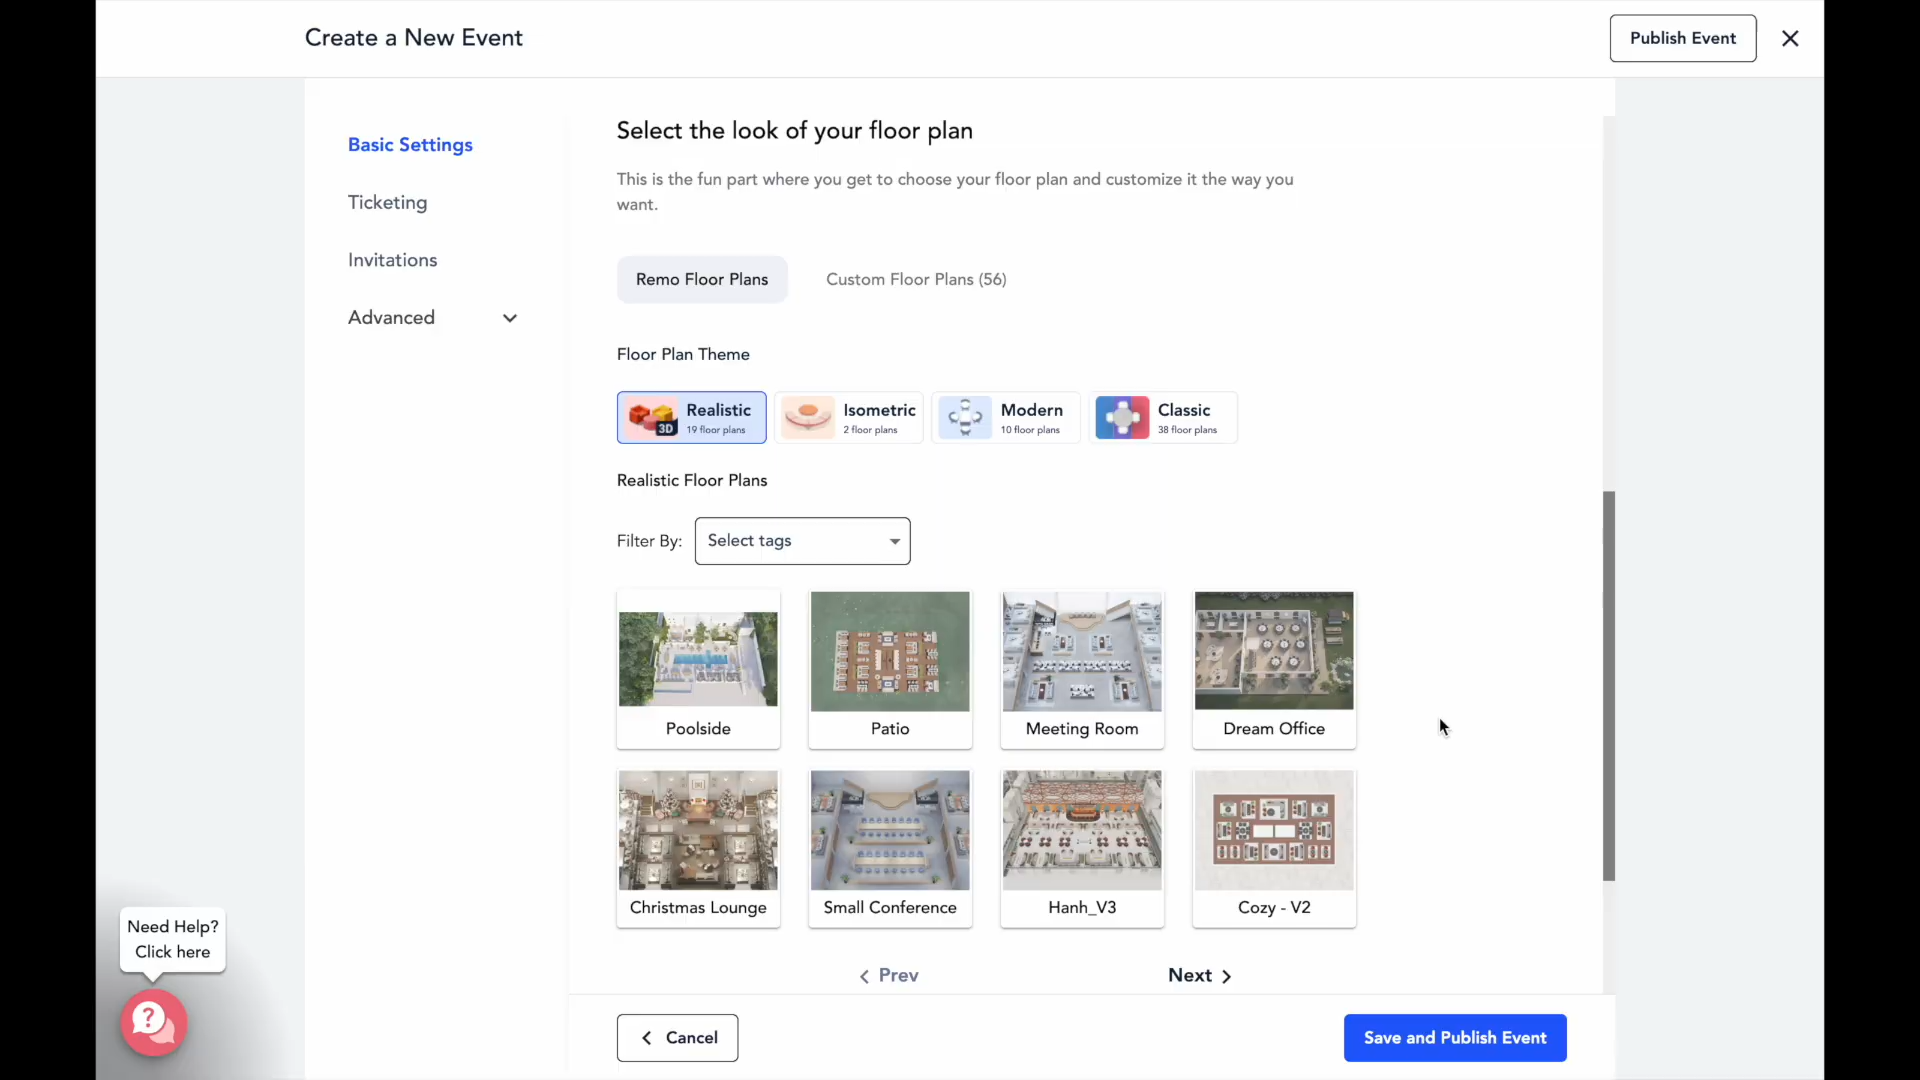 Create a New Event
Publish Event
Basic Settings
Ticketing
Invitations
Advanced
Select the look of your floor plan
This is the fun part where you get to choose your floor plan and customize it the way you
want.
Remo Floor Plans
Custom Floor Plans (56)
Floor Plan Theme
3D
Realistic
19 floor plans
Isometric
2 floor plans
Modern
10 floor plans
Classic
38 floor plans
Realistic Floor Plans
Filter By:
Select tags
Poolside
Patio
Meeting Room
Dream Office
Christmas Lounge
Small Conference
Hanh_V3
Cozy - V2
Prev
Next
Need Help?
Click here
?
Cancel
Save and Publish Event